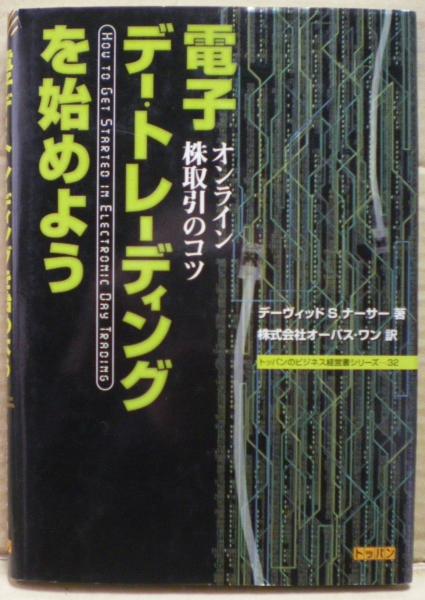 電子
デー・トレーディング
を始めよう
HOW TO GET STARTED IN ELECTRONIC DAY TRADING
オンライン
株取引のコツ
デーヴィッド S. ナーサー 著
株式会社オーパス・ワン 訳
トッパンのビジネス経営書シリーズ…32
トッパン